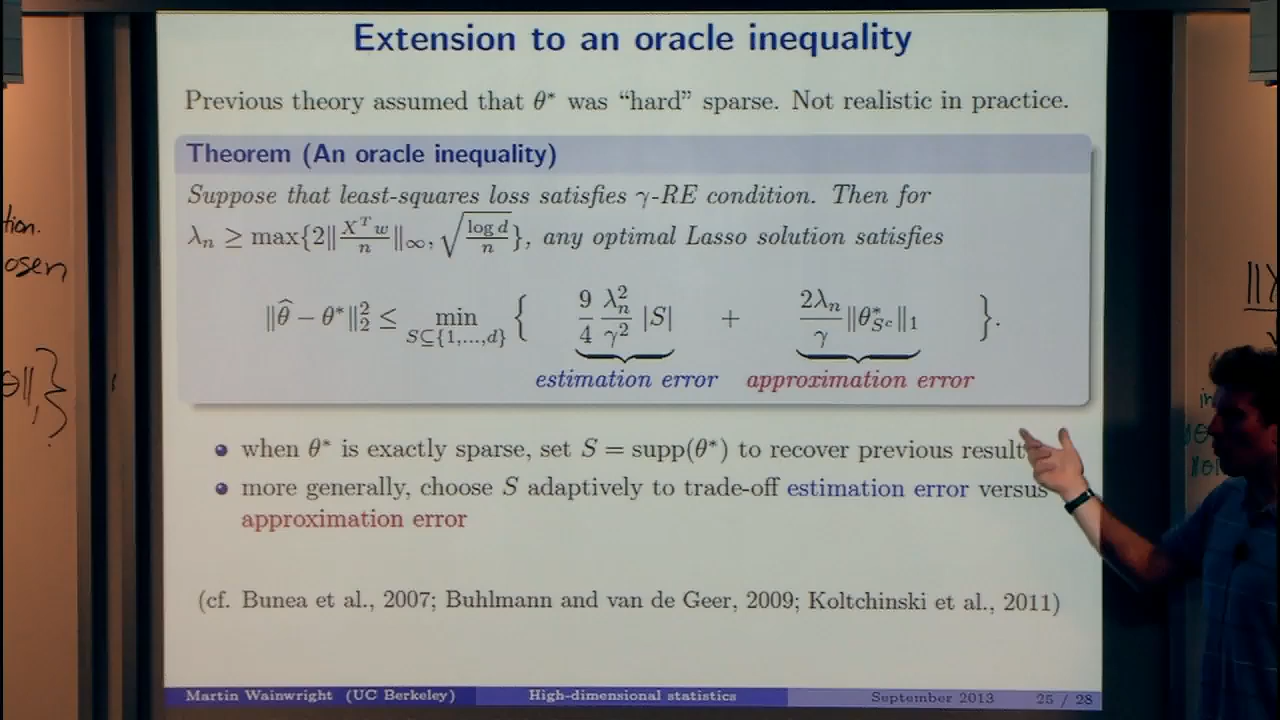 Extension to an oracle inequality
Previous theory assumed that θ* was “hard” sparse. Not realistic in practice.
Theorem (An oracle inequality)
Suppose that least-squares loss satisfies γ-RE condition. Then for
λ_n ≥ max{2‖X^T w / n‖_∞, √(log d / n)}, any optimal Lasso solution satisfies
‖θ̂ − θ*‖₂² ≤ min_{S⊆{1,...,d}} { 9/4 λ_n²/γ² |S| + 2λ_n/γ ‖θ*_{S^c}‖₁ }.
estimation error approximation error
when θ* is exactly sparse, set S = supp(θ*) to recover previous result
more generally, choose S adaptively to trade-off estimation error versus
approximation error
(cf. Bunea et al., 2007; Buhlmann and van de Geer, 2009; Koltchinski et al., 2011)
Martin Wainwright (UC Berkeley) High-dimensional statistics September 2013 25 / 28
tion.
osen